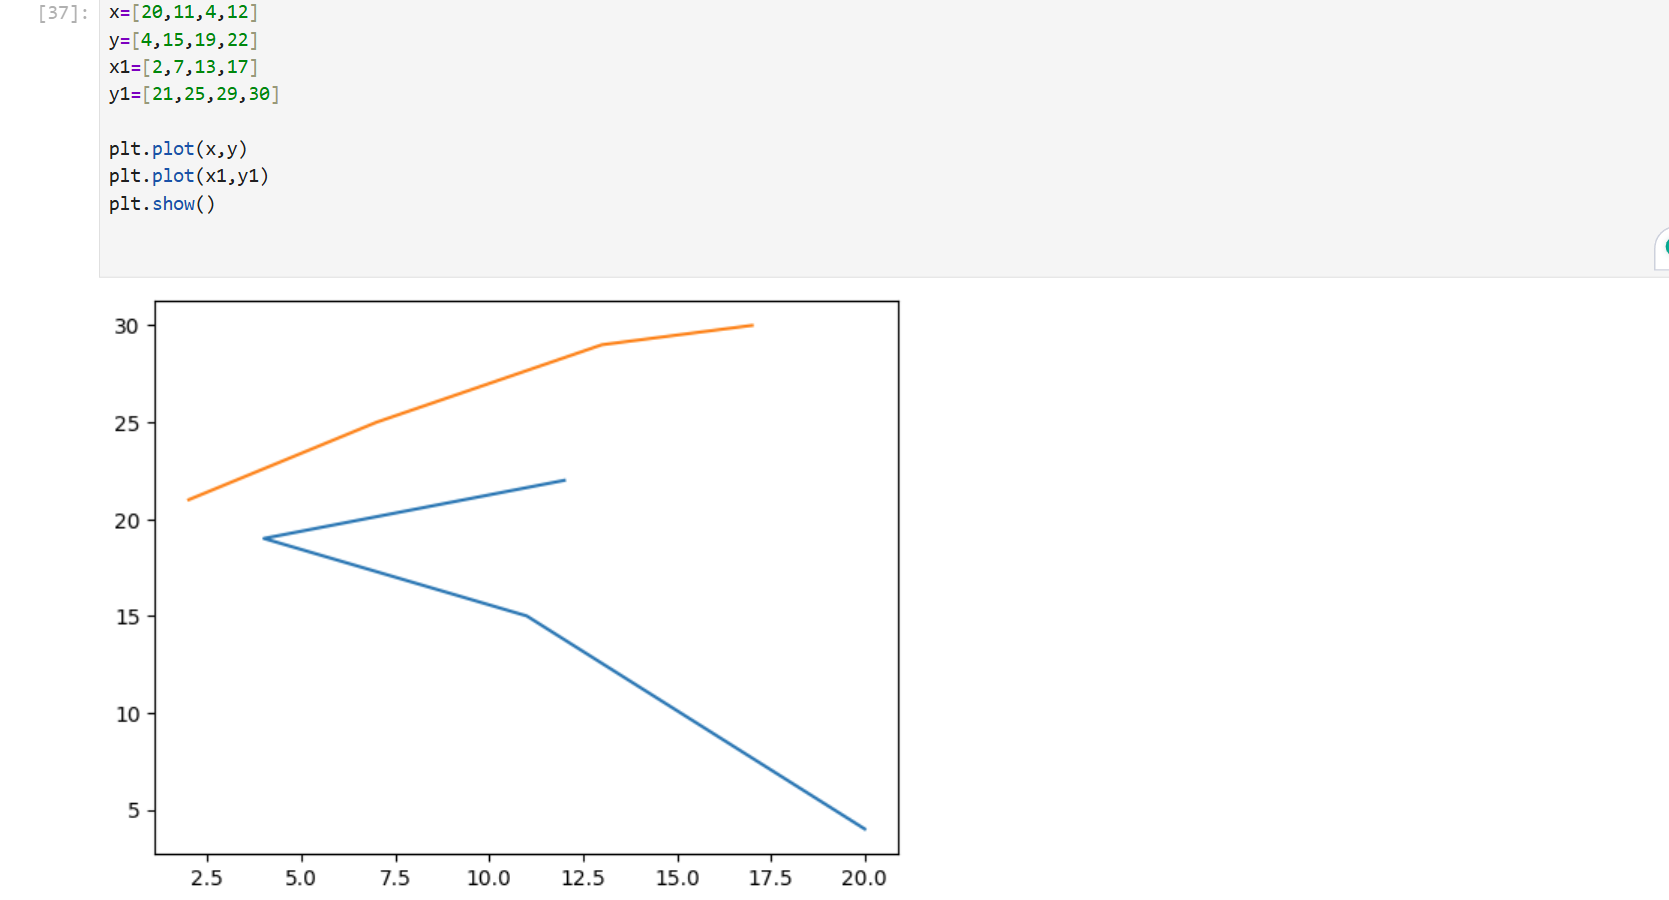 [37]: x=[20,11,4,12]
y=[4,15,19,22]
x1=[2,7,13,17]
y1=[21,25,29,30]
plt.plot(x,y)
plt.plot(x1,y1)
plt.show()
30
25
20
15
10
5
2.5 5.0 7.5 10.0 12.5 15.0 17.5 20.0